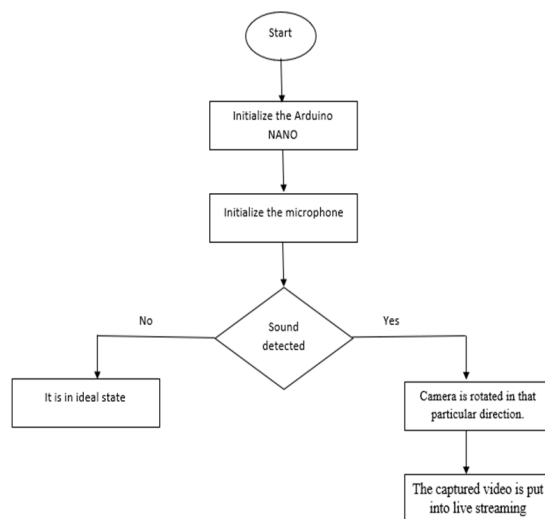 Start
Initialize the Arduino
NANO
Initialize the microphone
No
Sound
detected
Yes
It is in ideal state
Camera is rotated in that
particular direction.
The captured video is put
into live streaming